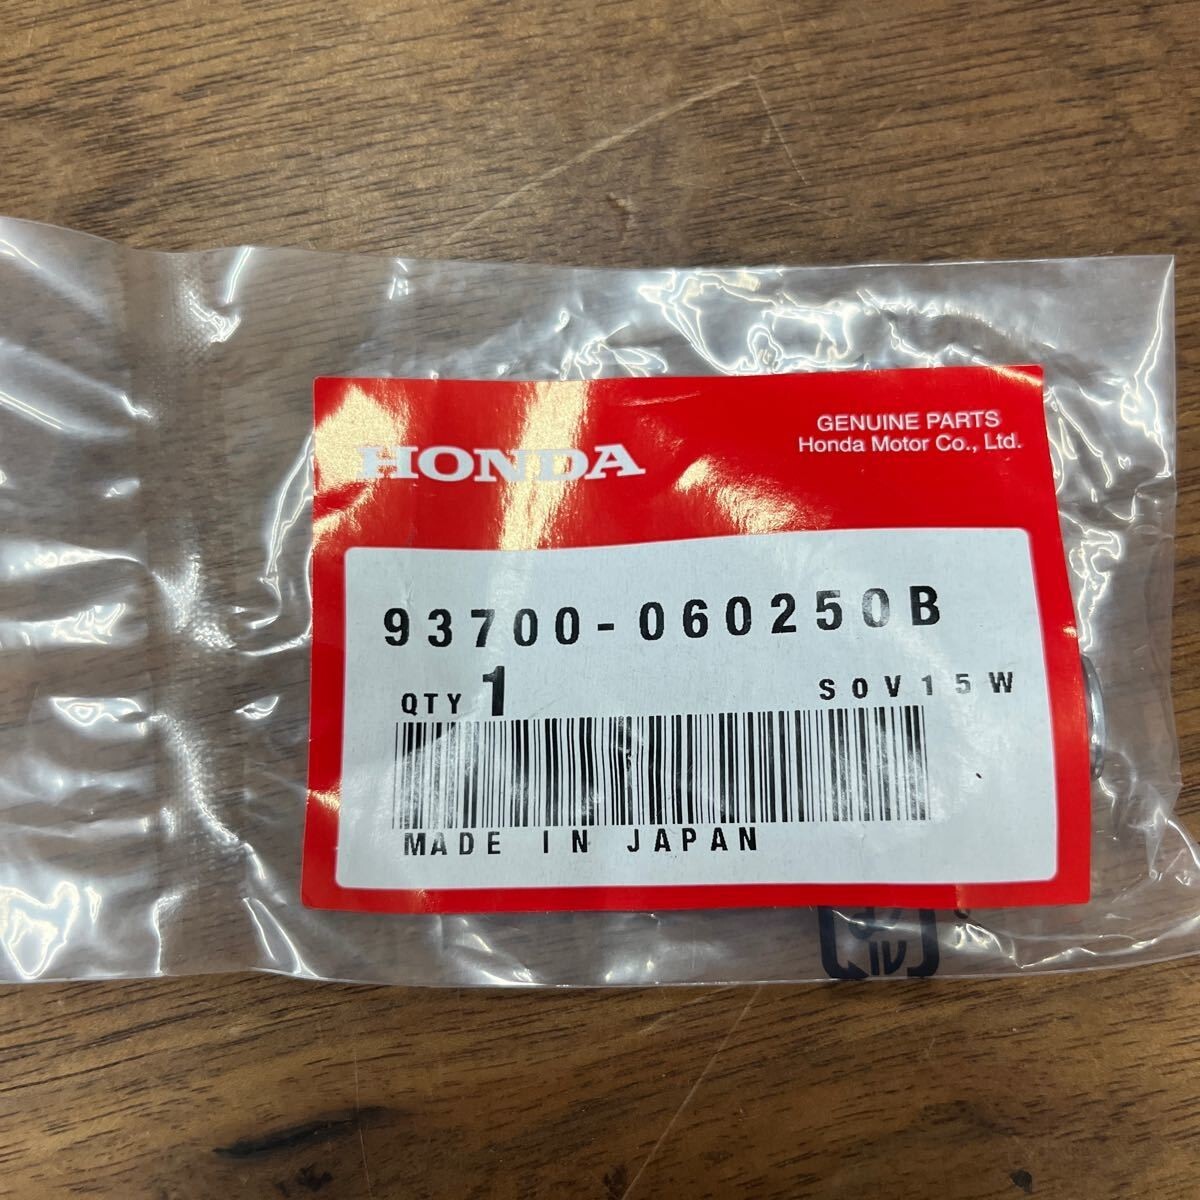 HONDA
GENUINE PARTS
Honda Motor Co., Ltd.
93700-060250B
QTY 1
S0V15W
MADE IN JAPAN